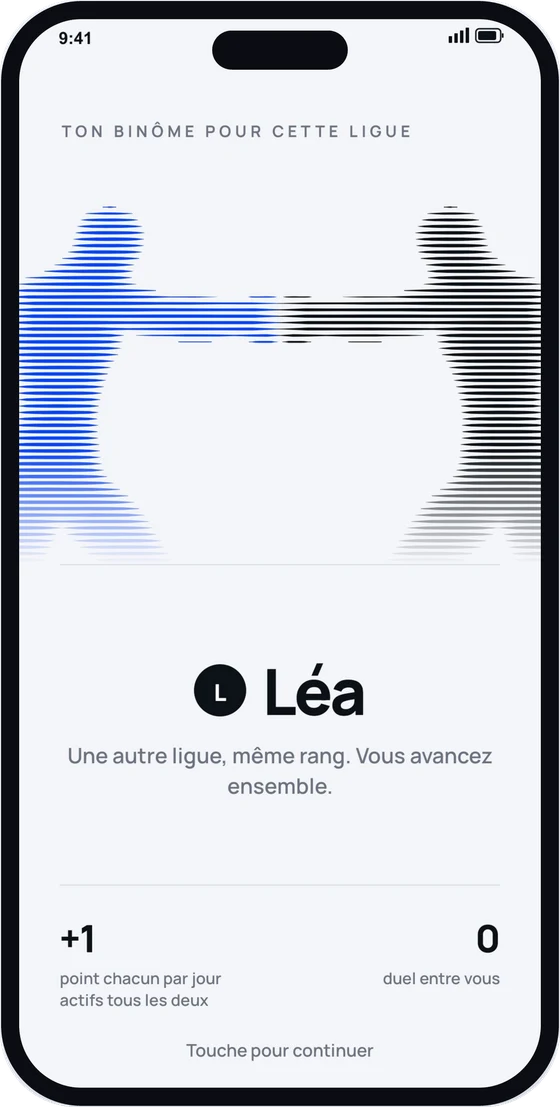 9:41
TON BINÔME POUR CETTE LIGUE
L Léa
Une autre ligue, même rang. Vous avancez
ensemble.
+1
point chacun par jour
actifs tous les deux
0
duel entre vous
Touche pour continuer